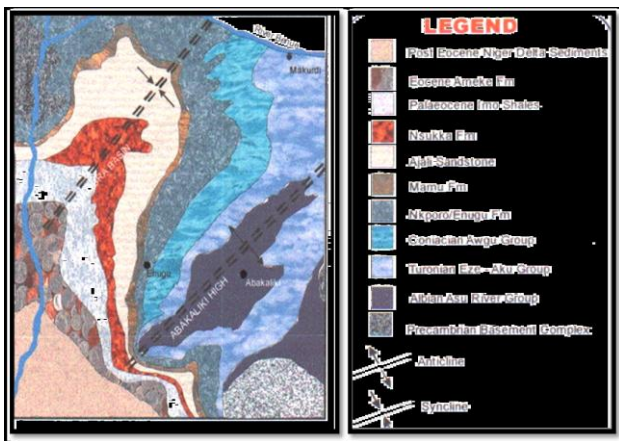 Makurdi
HIGH
Enugu
Abakaliki
ABAKALIKI HIGH
LEGEND
Post Eocene Niger Delta Sediments
Eosene Ameke Fm
Palaeocene Imo Shales
Nsukka Fm
Ajali Sandstone
Mamu Fm
Nkporo/Enugu Fm
Coniacian Awgu Group
Turonian Eze - Aku Group
Albian Asu River Group
Precambrian Basement Complex
Anticline
Syncline